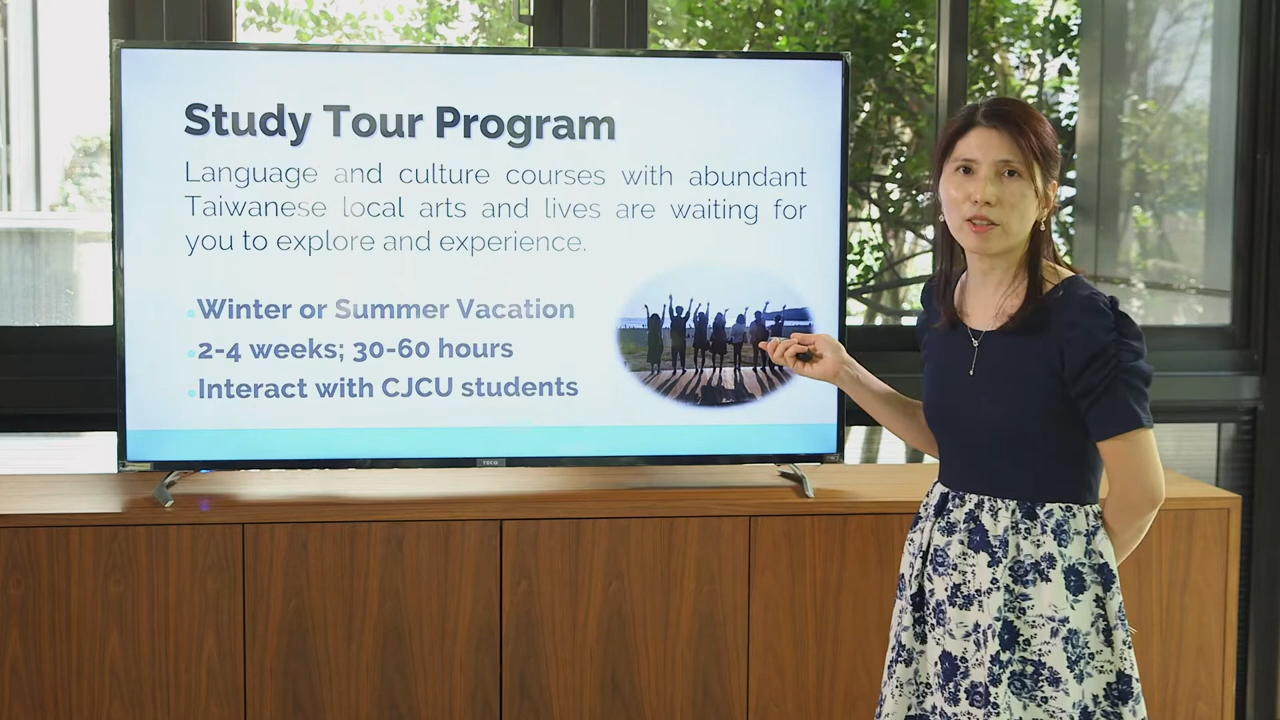 Study Tour Program
Language and culture courses with abundant
Taiwanese local arts and lives are waiting for
you to explore and experience.
•Winter or Summer Vacation
•2-4 weeks; 30-60 hours
•Interact with CJCU students
TECO